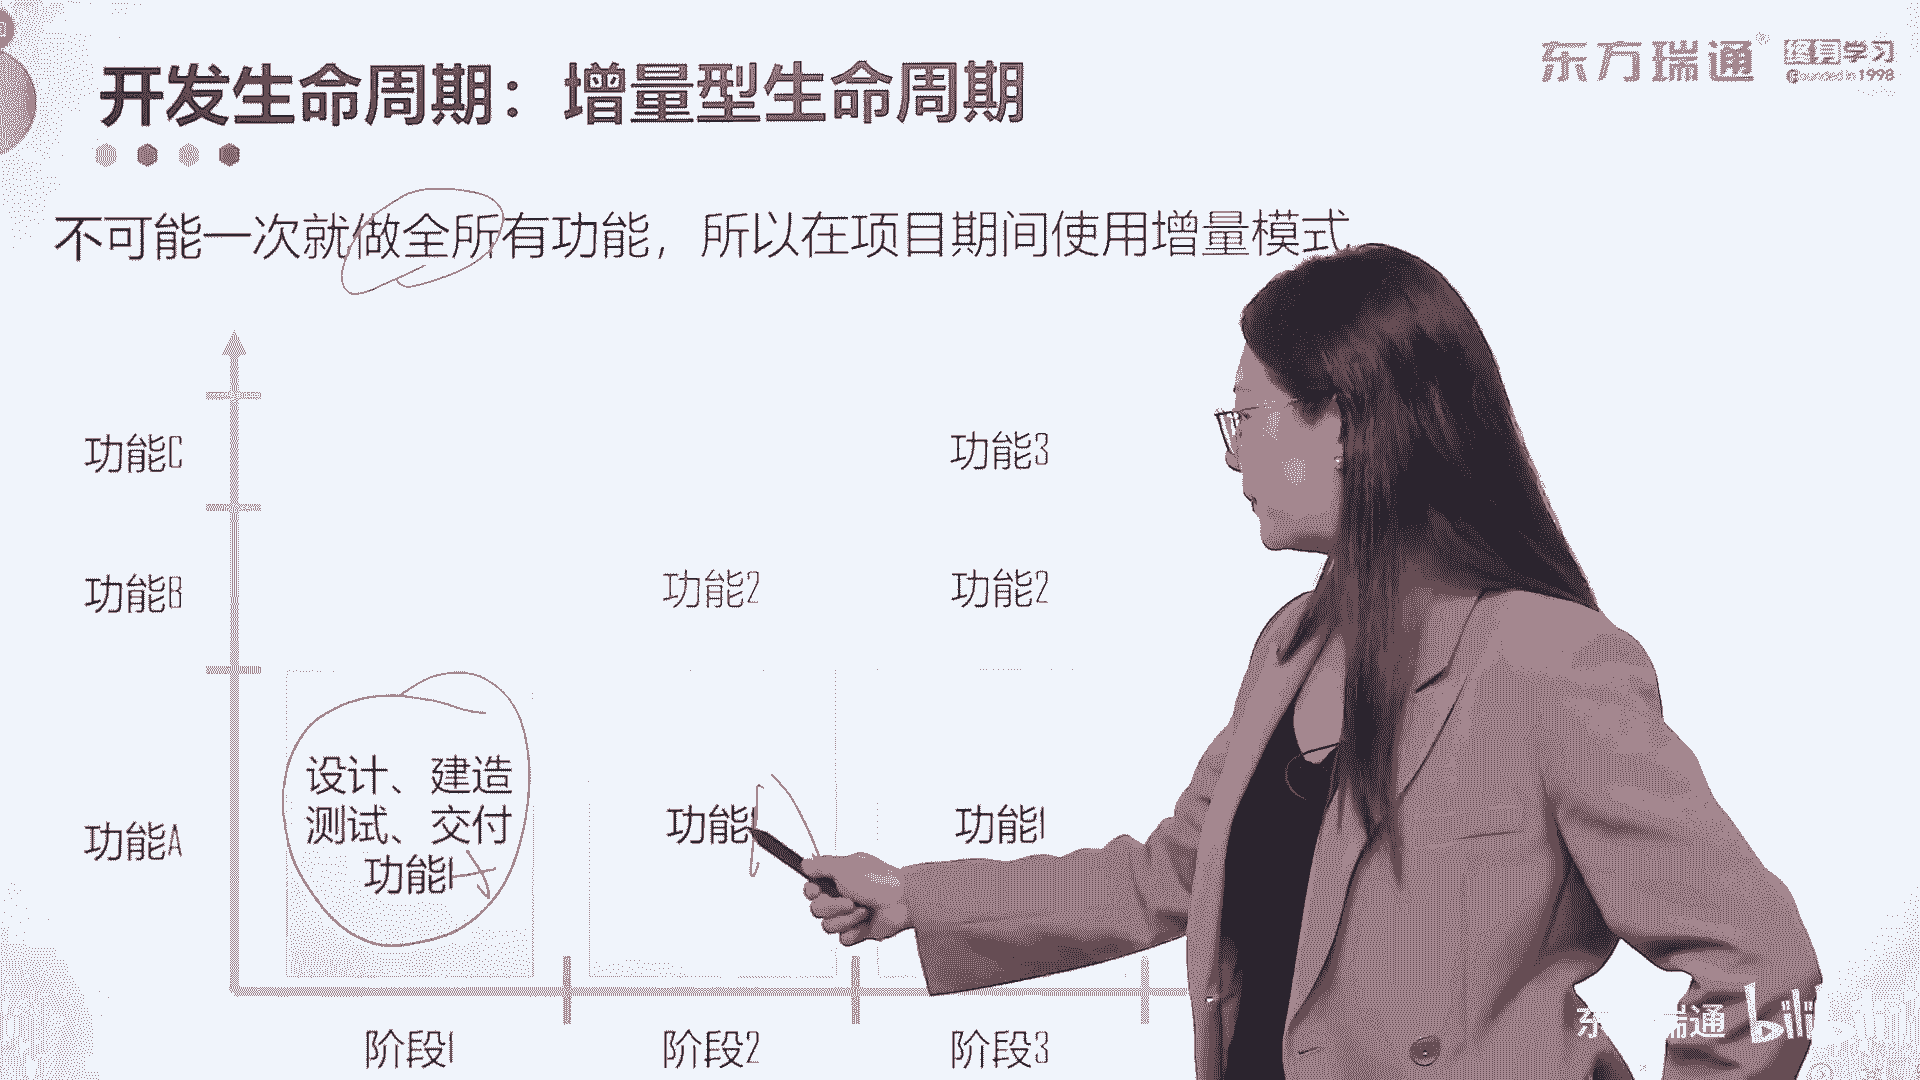 东方瑞通® 终身学习
Founded in 1998
开发生命周期：增量型生命周期
不可能一次就做全所有功能，所以在项目期间使用增量模式
功能C
功能3
功能B
功能2
功能2
设计、建造
测试、交付
功能1
功能A
功能1
功能1
阶段1
阶段2
阶段3
东 瑞通 bilibili